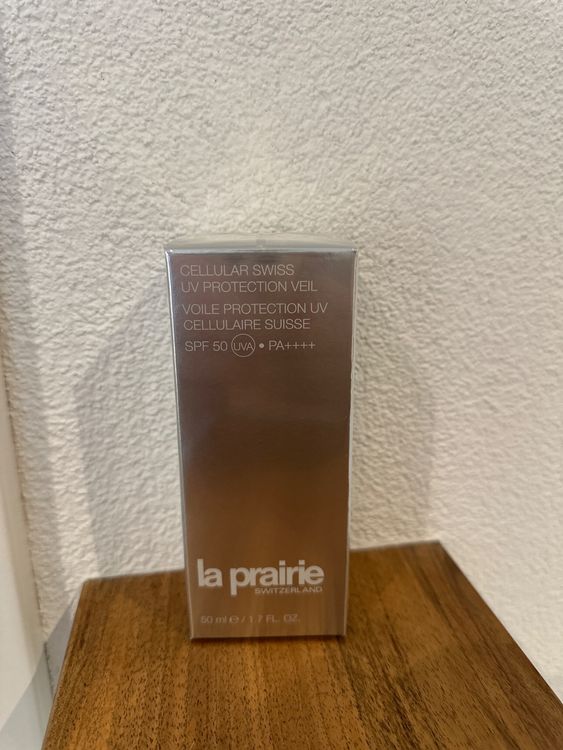 CELLULAR SWISS
UV PROTECTION VEIL
VOILE PROTECTION UV
CELLULAIRE SUISSE
SPF 50 UVA • PA++++
la prairie
SWITZERLAND
50 ml ℮ / 1.7 FL. OZ.